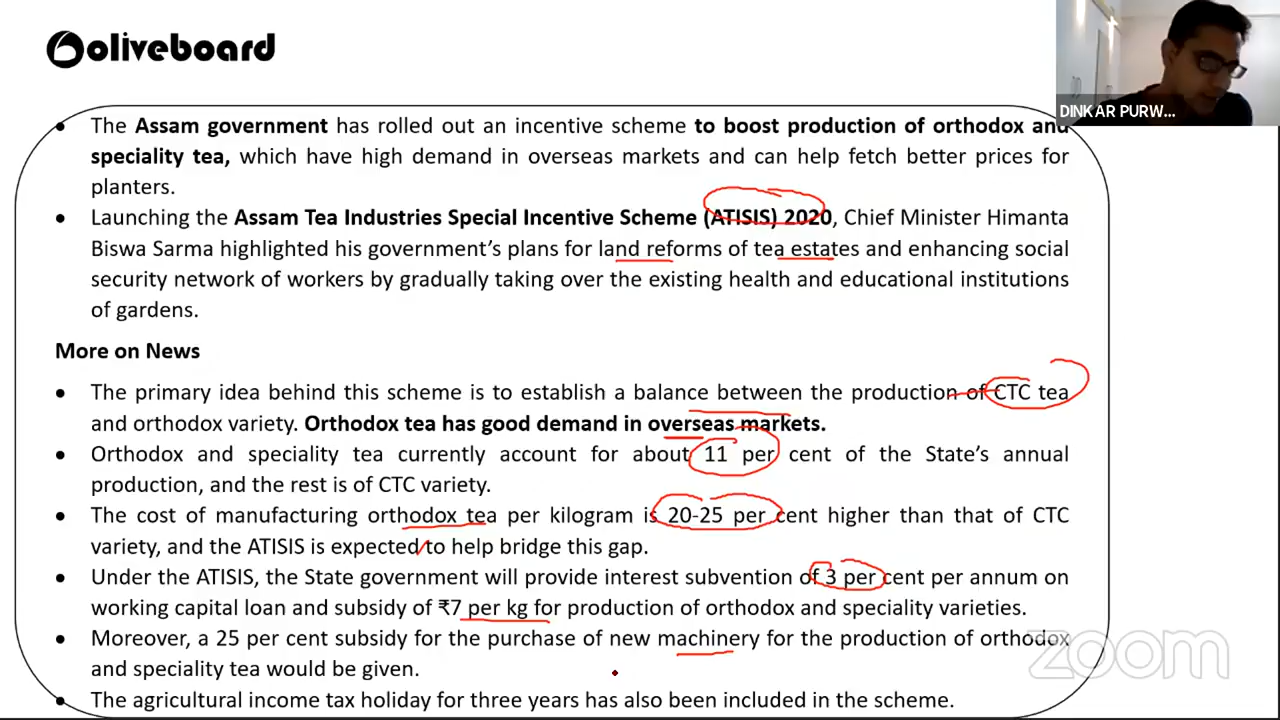 oliveboard
DINKAR PURW...
The Assam government has rolled out an incentive scheme to boost production of orthodox and
speciality tea, which have high demand in overseas markets and can help fetch better prices for
planters.
Launching the Assam Tea Industries Special Incentive Scheme (ATISIS) 2020, Chief Minister Himanta
Biswa Sarma highlighted his government’s plans for land reforms of tea estates and enhancing social
security network of workers by gradually taking over the existing health and educational institutions
of gardens.
More on News
The primary idea behind this scheme is to establish a balance between the production of CTC tea
and orthodox variety. Orthodox tea has good demand in overseas markets.
Orthodox and speciality tea currently account for about 11 per cent of the State’s annual
production, and the rest is of CTC variety.
The cost of manufacturing orthodox tea per kilogram is 20-25 per cent higher than that of CTC
variety, and the ATISIS is expected to help bridge this gap.
Under the ATISIS, the State government will provide interest subvention of 3 per cent per annum on
working capital loan and subsidy of ₹7 per kg for production of orthodox and speciality varieties.
Moreover, a 25 per cent subsidy for the purchase of new machinery for the production of orthodox
and speciality tea would be given.
The agricultural income tax holiday for three years has also been included in the scheme.
zoom